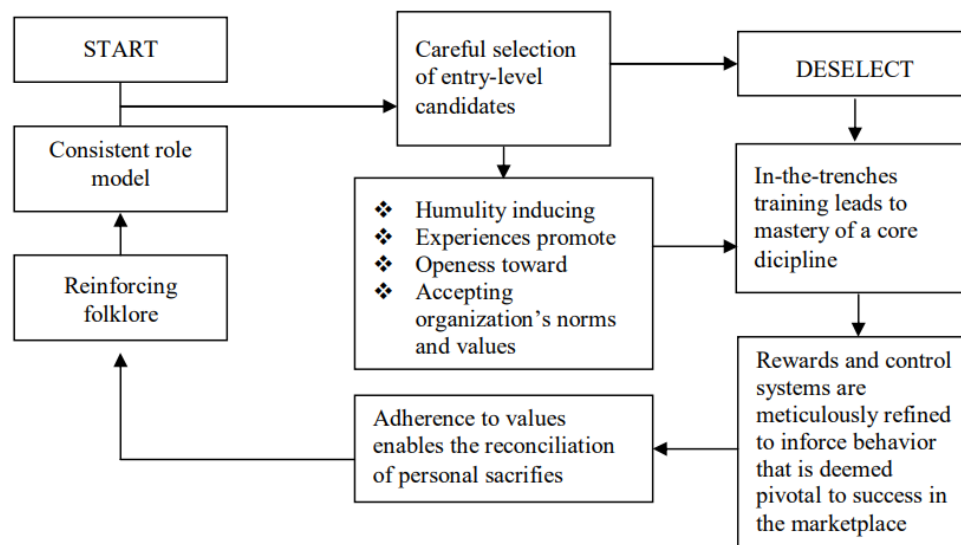 START
Careful selection
of entry-level
candidates
DESELECT
Consistent role
model
❖ Humulity inducing
❖ Experiences promote
❖ Openess toward
❖ Accepting
organization’s norms
and values
In-the-trenches
training leads to
mastery of a core
dicipline
Reinforcing
folklore
Rewards and control
systems are
meticulously refined
to inforce behavior
that is deemed
pivotal to success in
the marketplace
Adherence to values
enables the reconciliation
of personal sacrifies